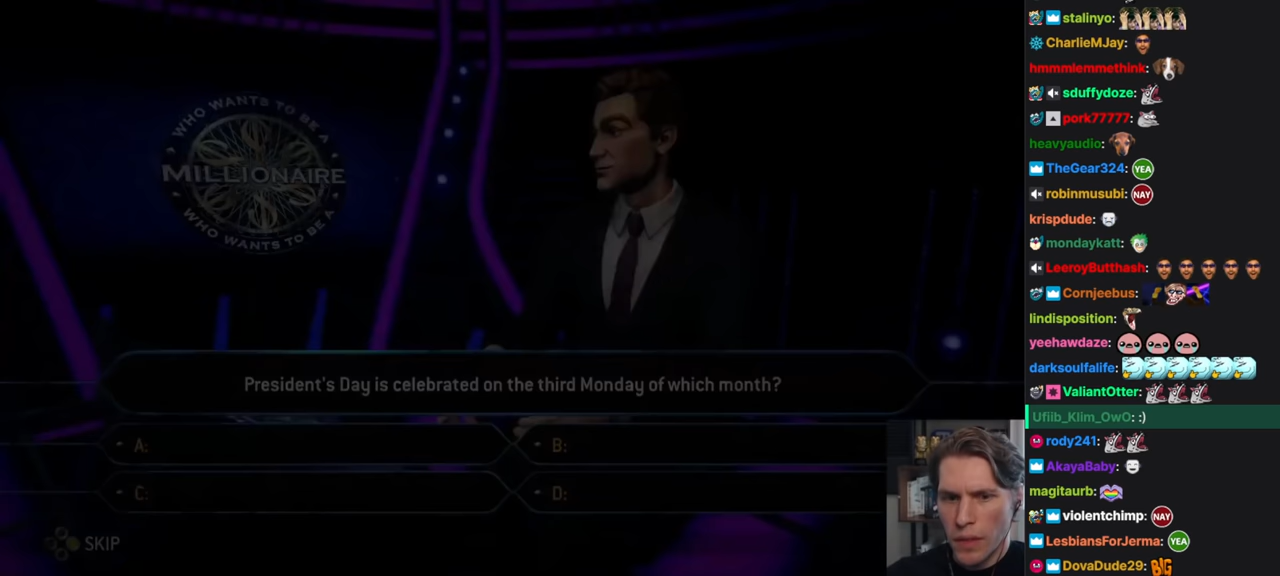 WHO WANTS TO BE A
MILLIONAIRE
WHO WANTS TO BE A
President's Day is celebrated on the third Monday of which month?
A:
B:
C:
D:
SKIP
stalinyo:
CharlieMJay:
hmmmlemmethink:
sduffydoze:
pork77777:
heavyaudio:
TheGear324: YEA
robinmusubi: NAY
krispdude:
mondaykatt:
LeeroyButthash:
Cornjeebus:
lindisposition:
yeehawdaze:
darksoulfalife:
ValiantOtter:
Ufiib_Klim_OwO: :)
rody241:
AkayaBaby:
magitaurb:
violentchimp: NAY
LesbiansForJerma: YEA
DovaDude29: BIG